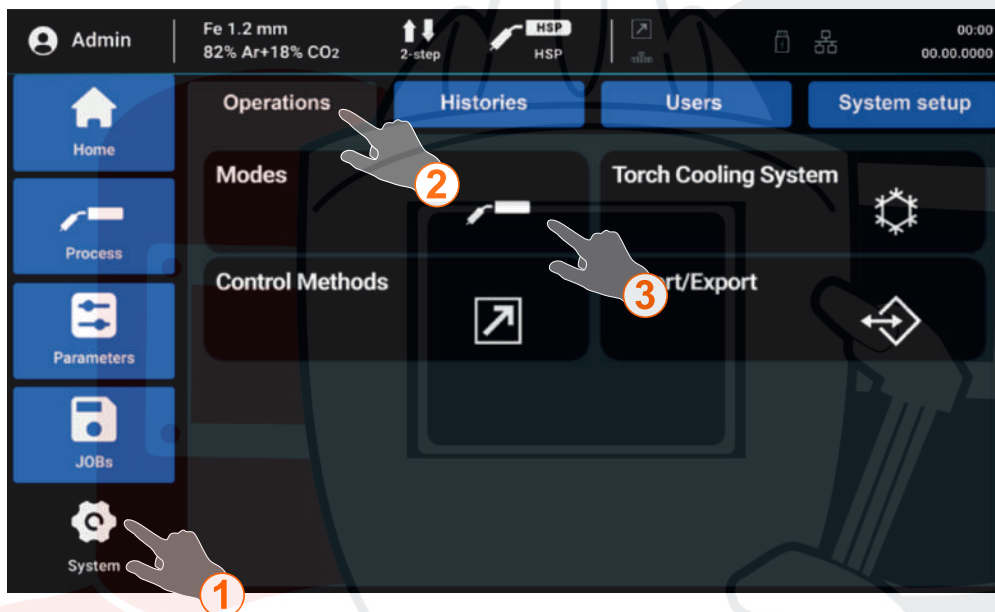 Admin
Fe 1.2 mm
82% Ar+18% CO2
2-step
HSP
HSP
00:00
00.00.0000
Home
Operations
Histories
Users
System setup
2
Process
Modes
Torch Cooling System
3
Parameters
Control Methods
rt/Export
JOBs
System
1